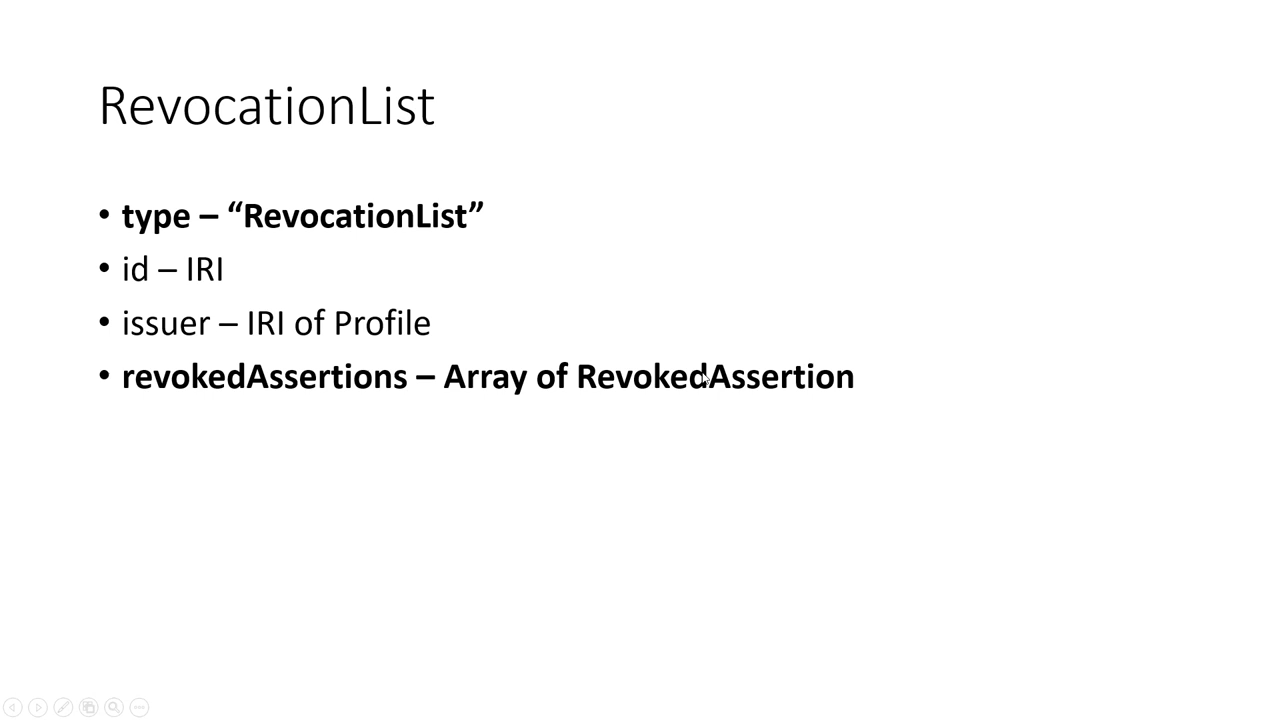 RevocationList
• type – “RevocationList”
• id – IRI
• issuer – IRI of Profile
• revokedAssertions – Array of RevokedAssertion